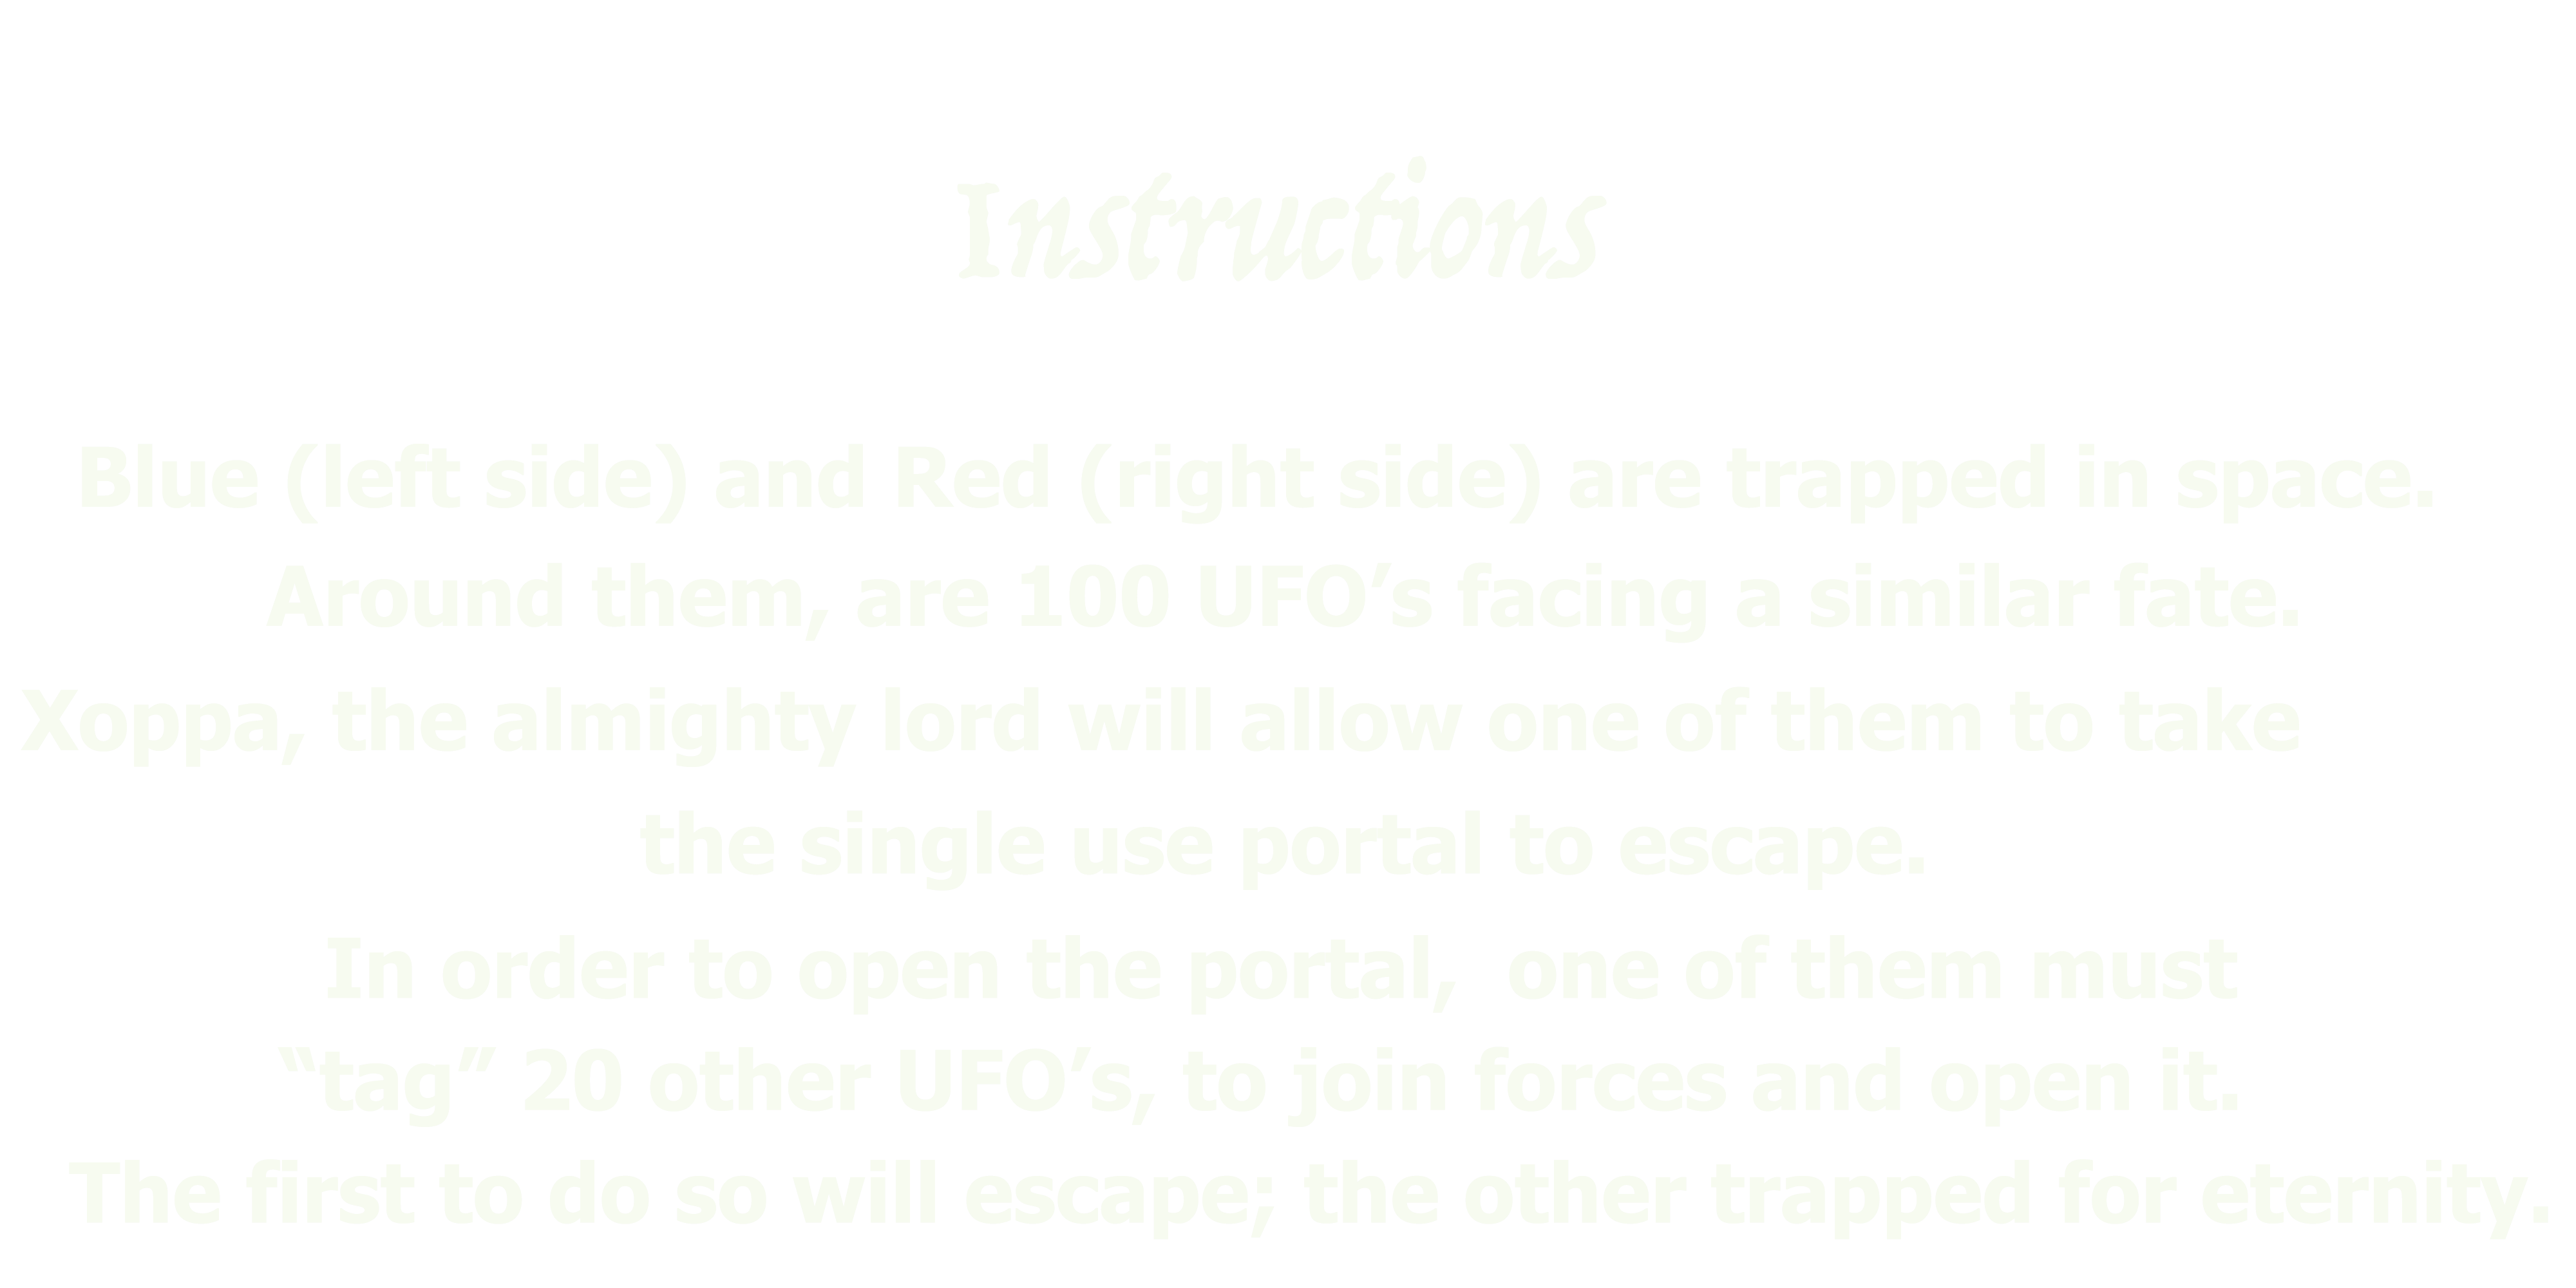 Instructions
Blue (left side) and Red (right side) are trapped in space.
Around them, are 100 UFO’s facing a similar fate.
Xoppa, the almighty lord will allow one of them to take
the single use portal to escape.
In order to open the portal,  one of them must
“tag” 20 other UFO’s, to join forces and open it.
The first to do so will escape; the other trapped for eternity.